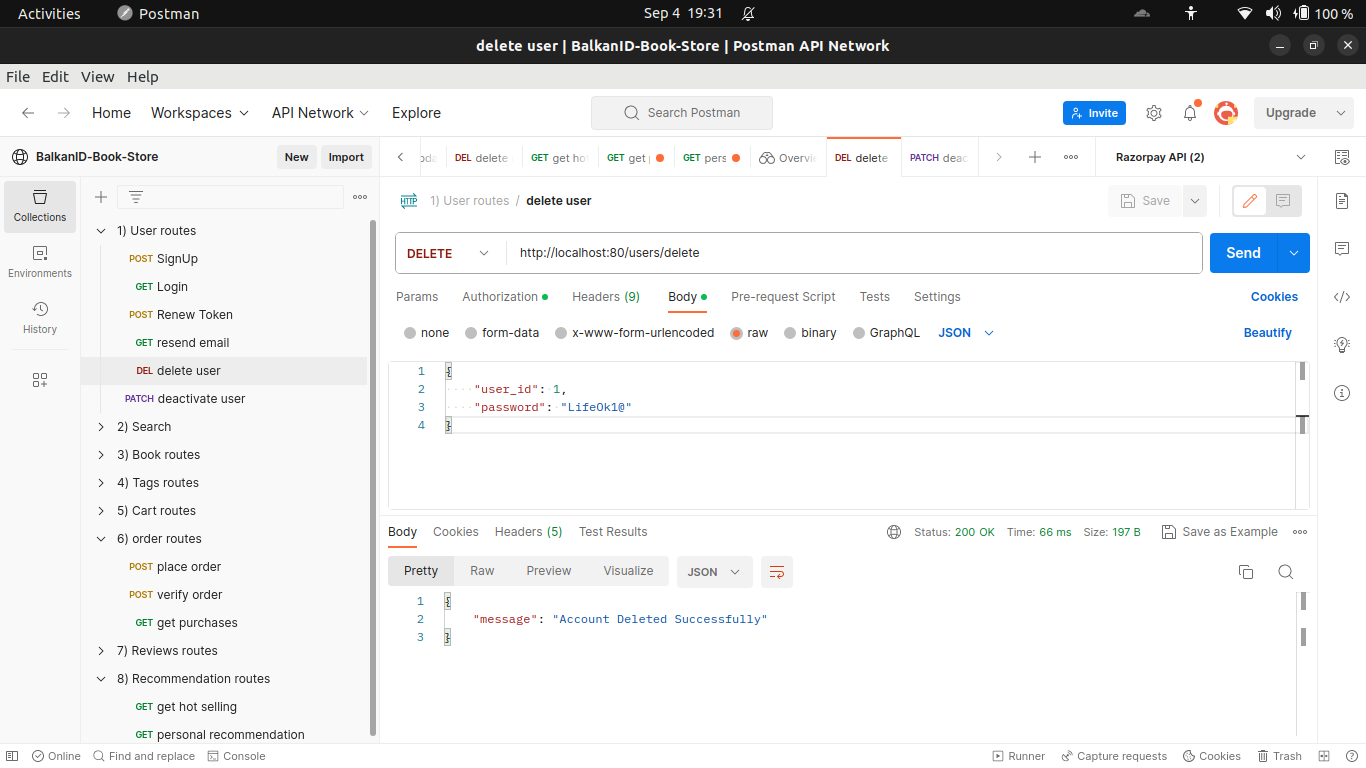 Activities Postman Sep 4 19:31 100 %
delete user | BalkanID-Book-Store | Postman API Network
File Edit View Help
Home Workspaces API Network Explore Search Postman Invite Upgrade
BalkanID-Book-Store New Import
DEL delete GET get ho GET get GET pers Overvi DEL delete PATCH deac Razorpay API (2)
Collections
Environments
History
1) User routes
POST SignUp
GET Login
POST Renew Token
GET resend email
DEL delete user
PATCH deactivate user
2) Search
3) Book routes
4) Tags routes
5) Cart routes
6) order routes
POST place order
POST verify order
GET get purchases
7) Reviews routes
8) Recommendation routes
GET get hot selling
GET personal recommendation
HTTP 1) User routes / delete user Save
DELETE http://localhost:80/users/delete Send
Params Authorization Headers (9) Body Pre-request Script Tests Settings Cookies
none form-data x-www-form-urlencoded raw binary GraphQL JSON Beautify
1 {
2 "user_id": 1,
3 "password": "LifeOk1@"
4 }
Body Cookies Headers (5) Test Results Status: 200 OK Time: 66 ms Size: 197 B Save as Example
Pretty Raw Preview Visualize JSON
1 {
2 "message": "Account Deleted Successfully"
3 }
Online Find and replace Console Runner Capture requests Cookies Trash